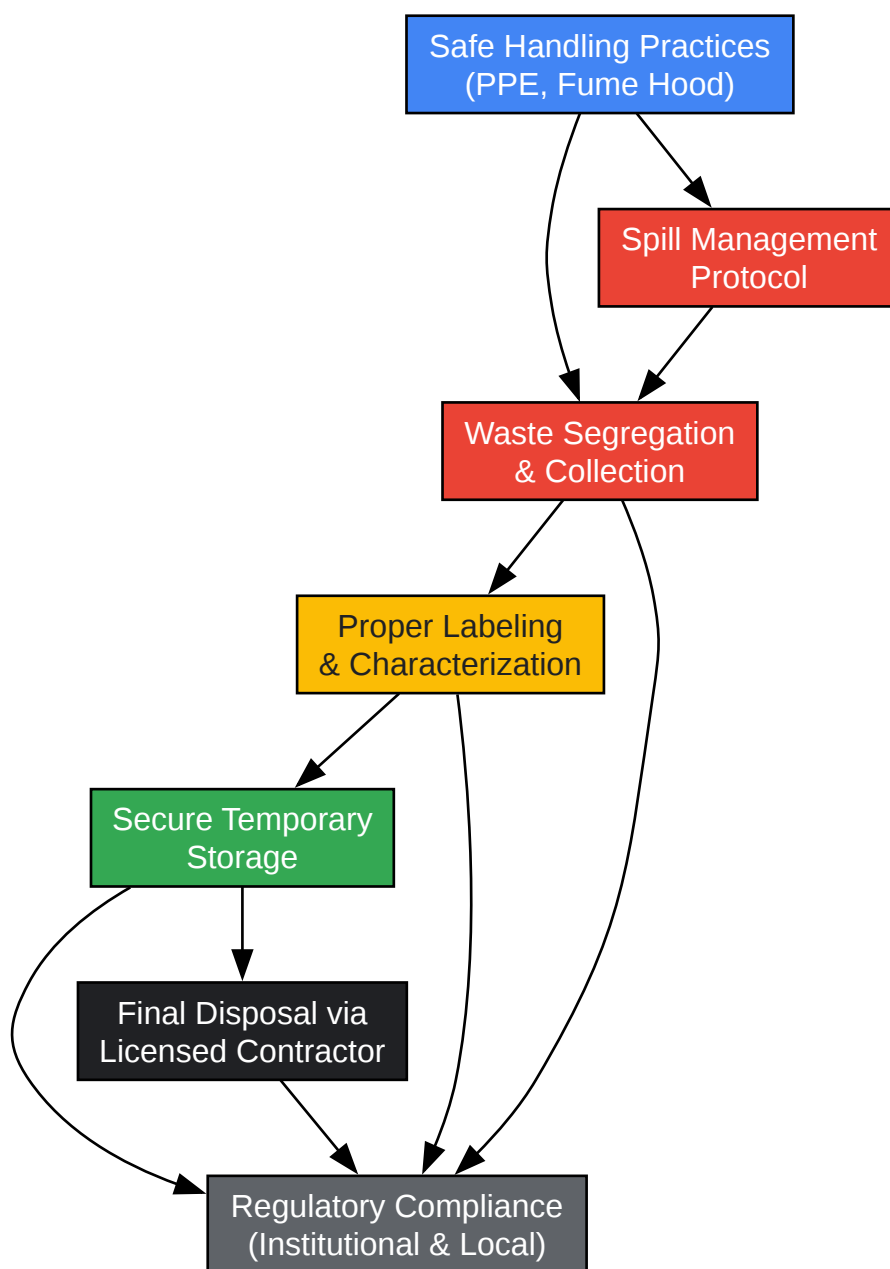 Safe Handling Practices
(PPE, Fume Hood)
Spill Management
Protocol
Waste Segregation
& Collection
Proper Labeling
& Characterization
Secure Temporary
Storage
Final Disposal via
Licensed Contractor
Regulatory Compliance
(Institutional & Local)